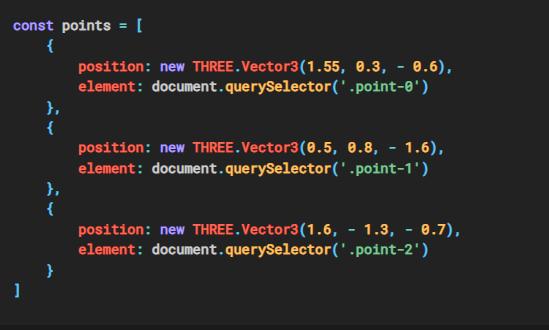 const points = [
    {
        position: new THREE.Vector3(1.55, 0.3, - 0.6),
        element: document.querySelector('.point-0')
    },
    {
        position: new THREE.Vector3(0.5, 0.8, - 1.6),
        element: document.querySelector('.point-1')
    },
    {
        position: new THREE.Vector3(1.6, - 1.3, - 0.7),
        element: document.querySelector('.point-2')
    }
]